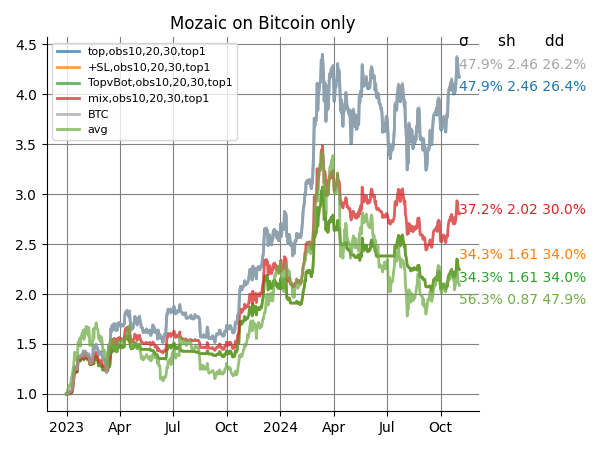 Mozaic on Bitcoin only
σ sh dd
4.5
4.0
3.5
3.0
2.5
2.0
1.5
1.0
top,obs10,20,30,top1
+SL,obs10,20,30,top1
TopvBot,obs10,20,30,top1
mix,obs10,20,30,top1
BTC
avg
47.9% 2.46 26.2%
47.9% 2.46 26.4%
37.2% 2.02 30.0%
34.3% 1.61 34.0%
34.3% 1.61 34.0%
56.3% 0.87 47.9%
2023 Apr Jul Oct 2024 Apr Jul Oct